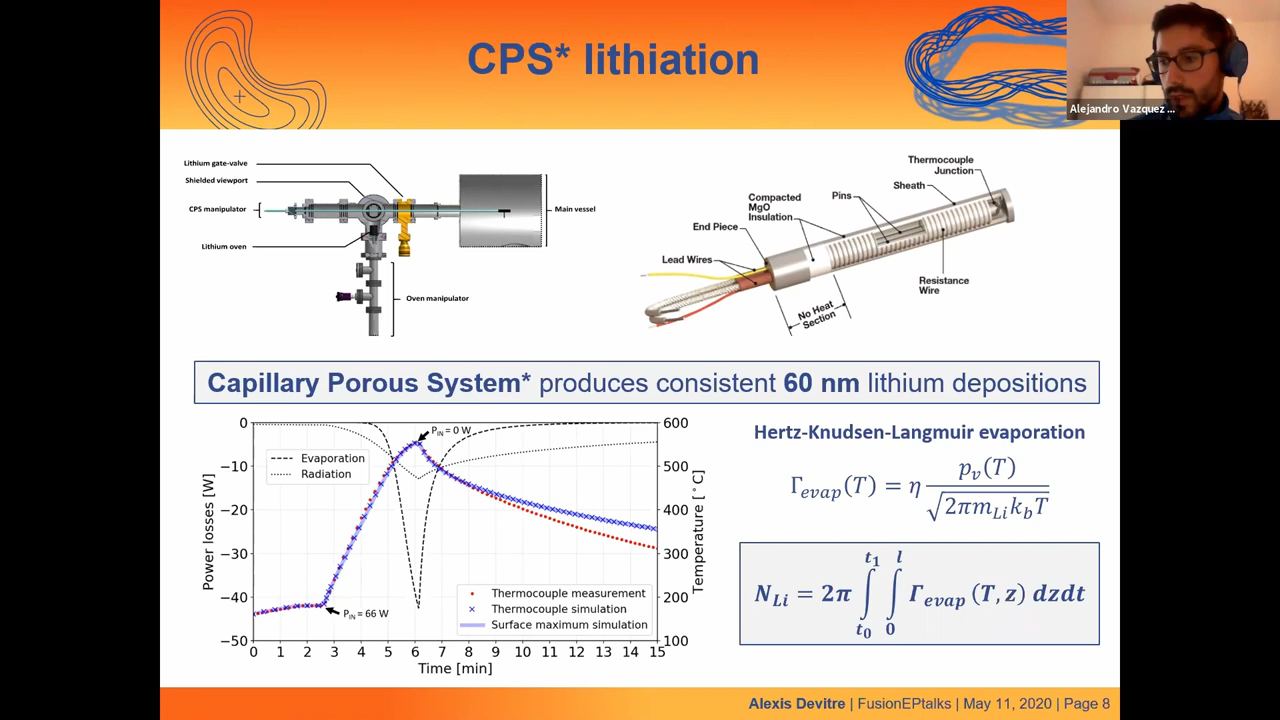 CPS* lithiation
Alejandro Vazquez ...
Lithium gate-valve
Shielded viewport
CPS manipulator
Lithium oven
Main vessel
Oven manipulator
Thermocouple
Junction
Sheath
Pins
Compacted
MgO
Insulation
End Piece
Lead Wires
Resistance
Wire
No Heat
Section
Capillary Porous System* produces consistent 60 nm lithium depositions
0
−10
−20
−30
−40
−50
Power losses [W]
Evaporation
Radiation
P_IN = 0 W
P_IN = 66 W
Thermocouple measurement
Thermocouple simulation
Surface maximum simulation
600
500
400
300
200
100
Temperature [°C]
0 1 2 3 4 5 6 7 8 9 10 11 12 13 14 15
Time [min]
Hertz-Knudsen-Langmuir evaporation
Γ_evap(T) = η p_v(T) / √(2πm_Li k_b T)
N_Li = 2π ∫_{t_0}^{t_1} ∫_0^l Γ_evap (T, z) dzdt
Alexis Devitre | FusionEPtalks | May 11, 2020 | Page 8